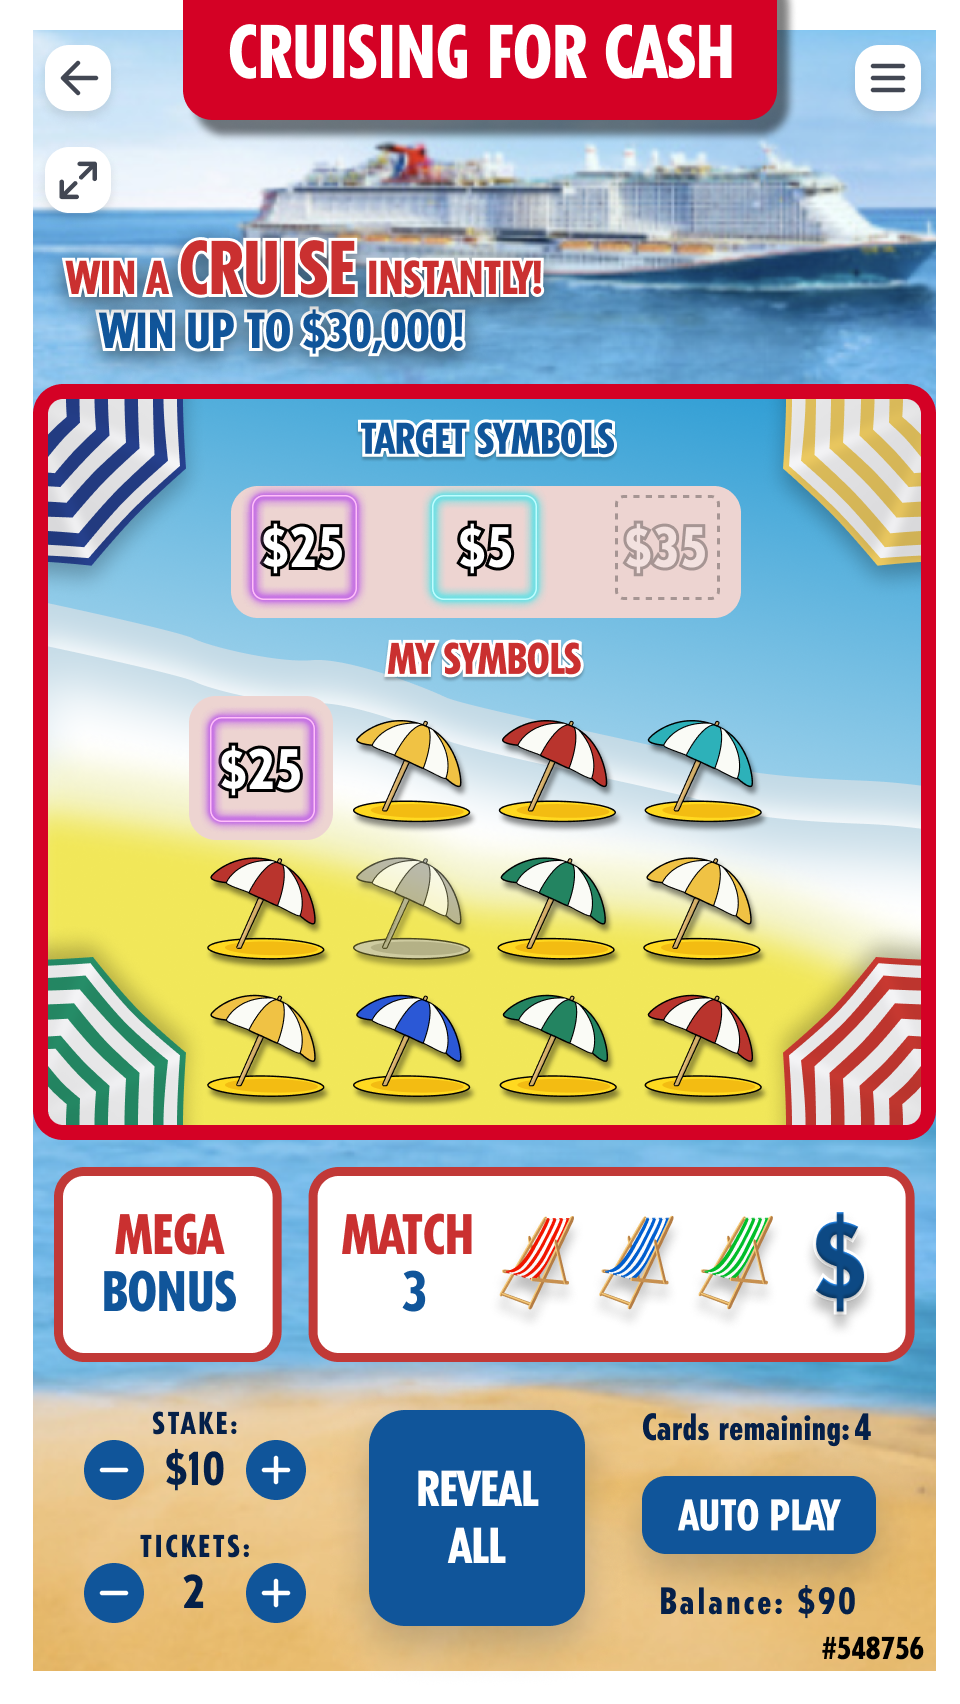 CRUISING FOR CASH
WIN A CRUISE INSTANTLY!
WIN UP TO $30,000!
TARGET SYMBOLS
$25 $5 $35
MY SYMBOLS
$25
MEGA
BONUS
MATCH
3
$
STAKE:
$10
TICKETS:
2
REVEAL
ALL
Cards remaining: 4
AUTO PLAY
Balance: $90
#548756